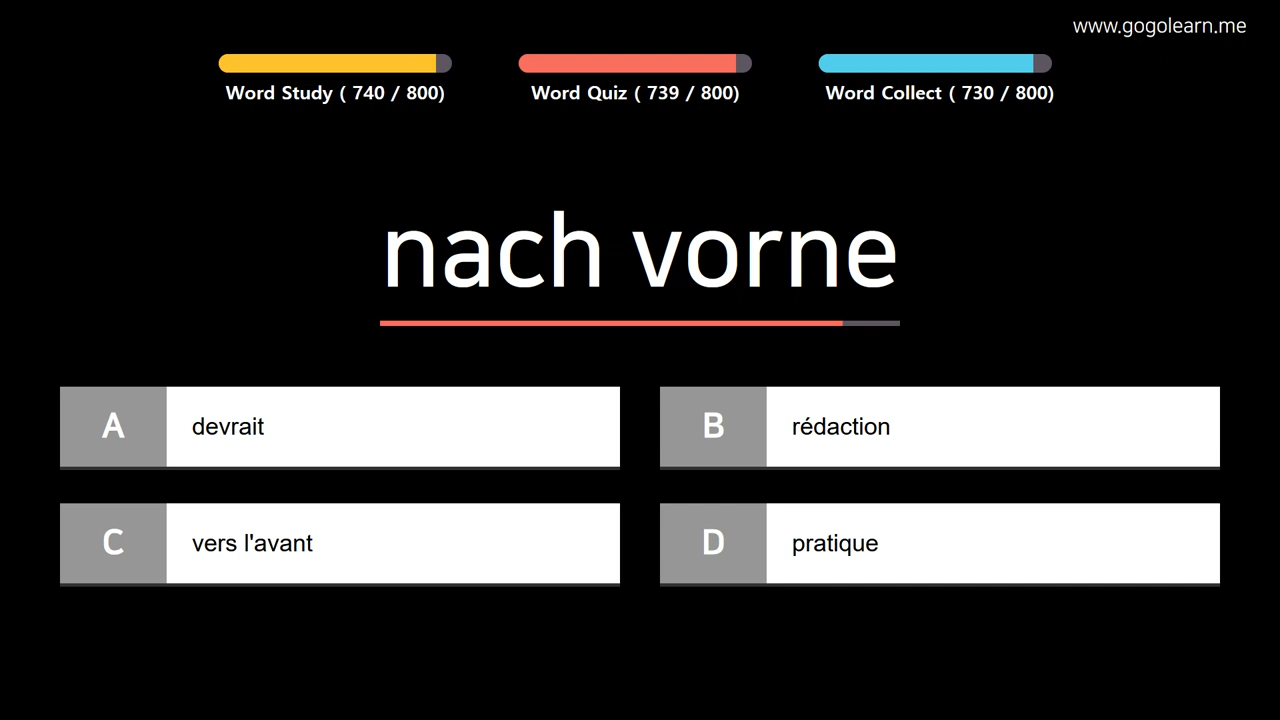 www.gogolearn.me
Word Study ( 740 / 800)
Word Quiz ( 739 / 800)
Word Collect ( 730 / 800)
nach vorne
A devrait
B rédaction
C vers l'avant
D pratique